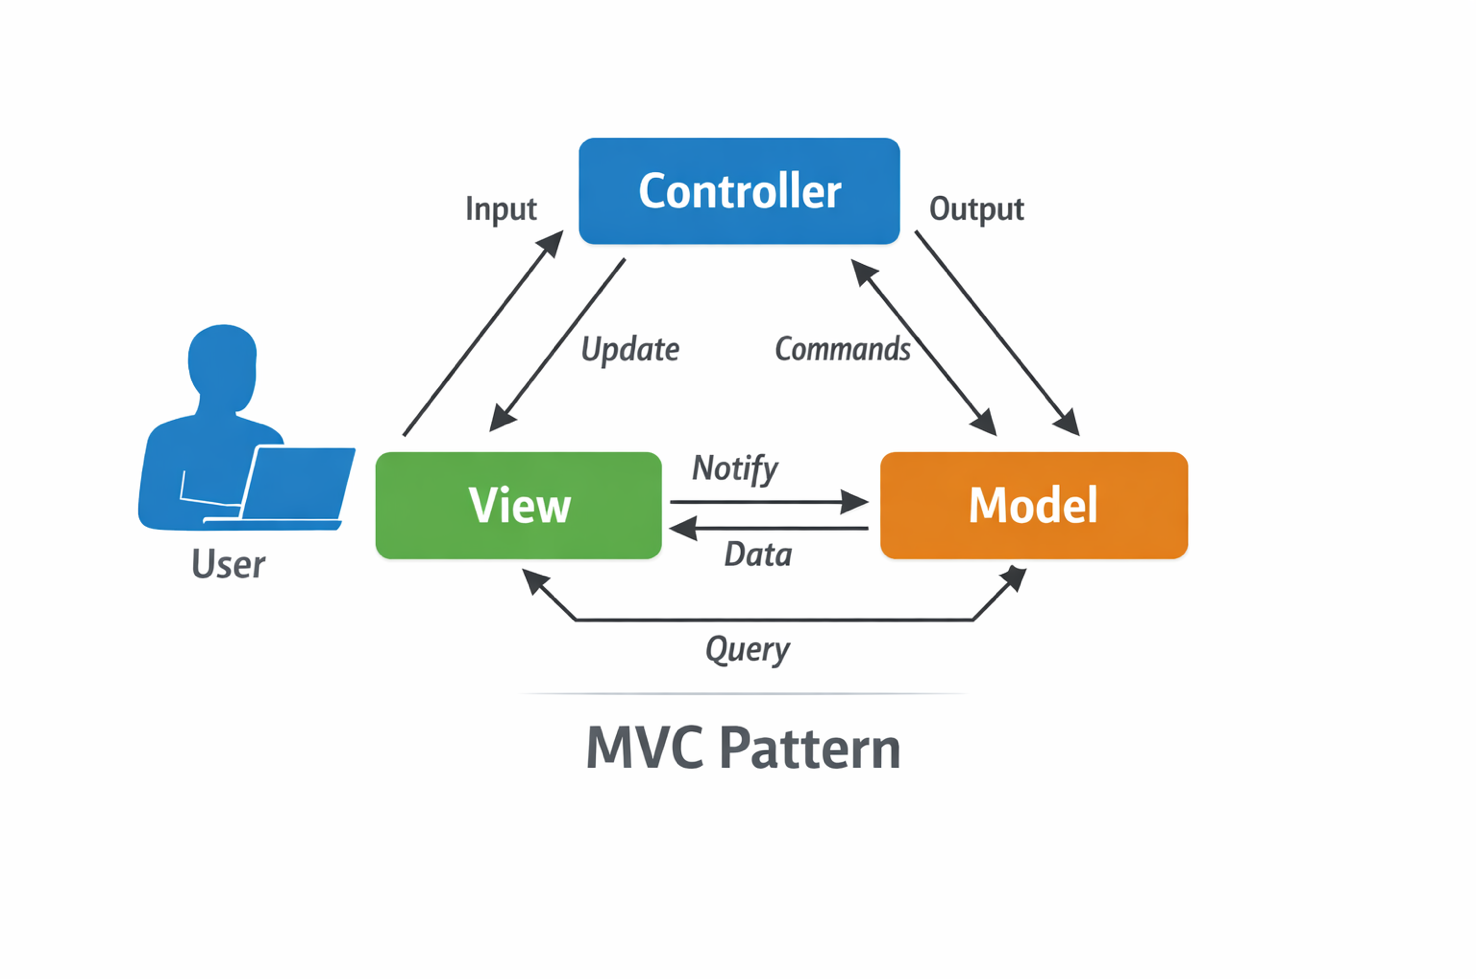 Controller
Input
Output
Update
Commands
Notify
View
Model
Data
User
Query
MVC Pattern